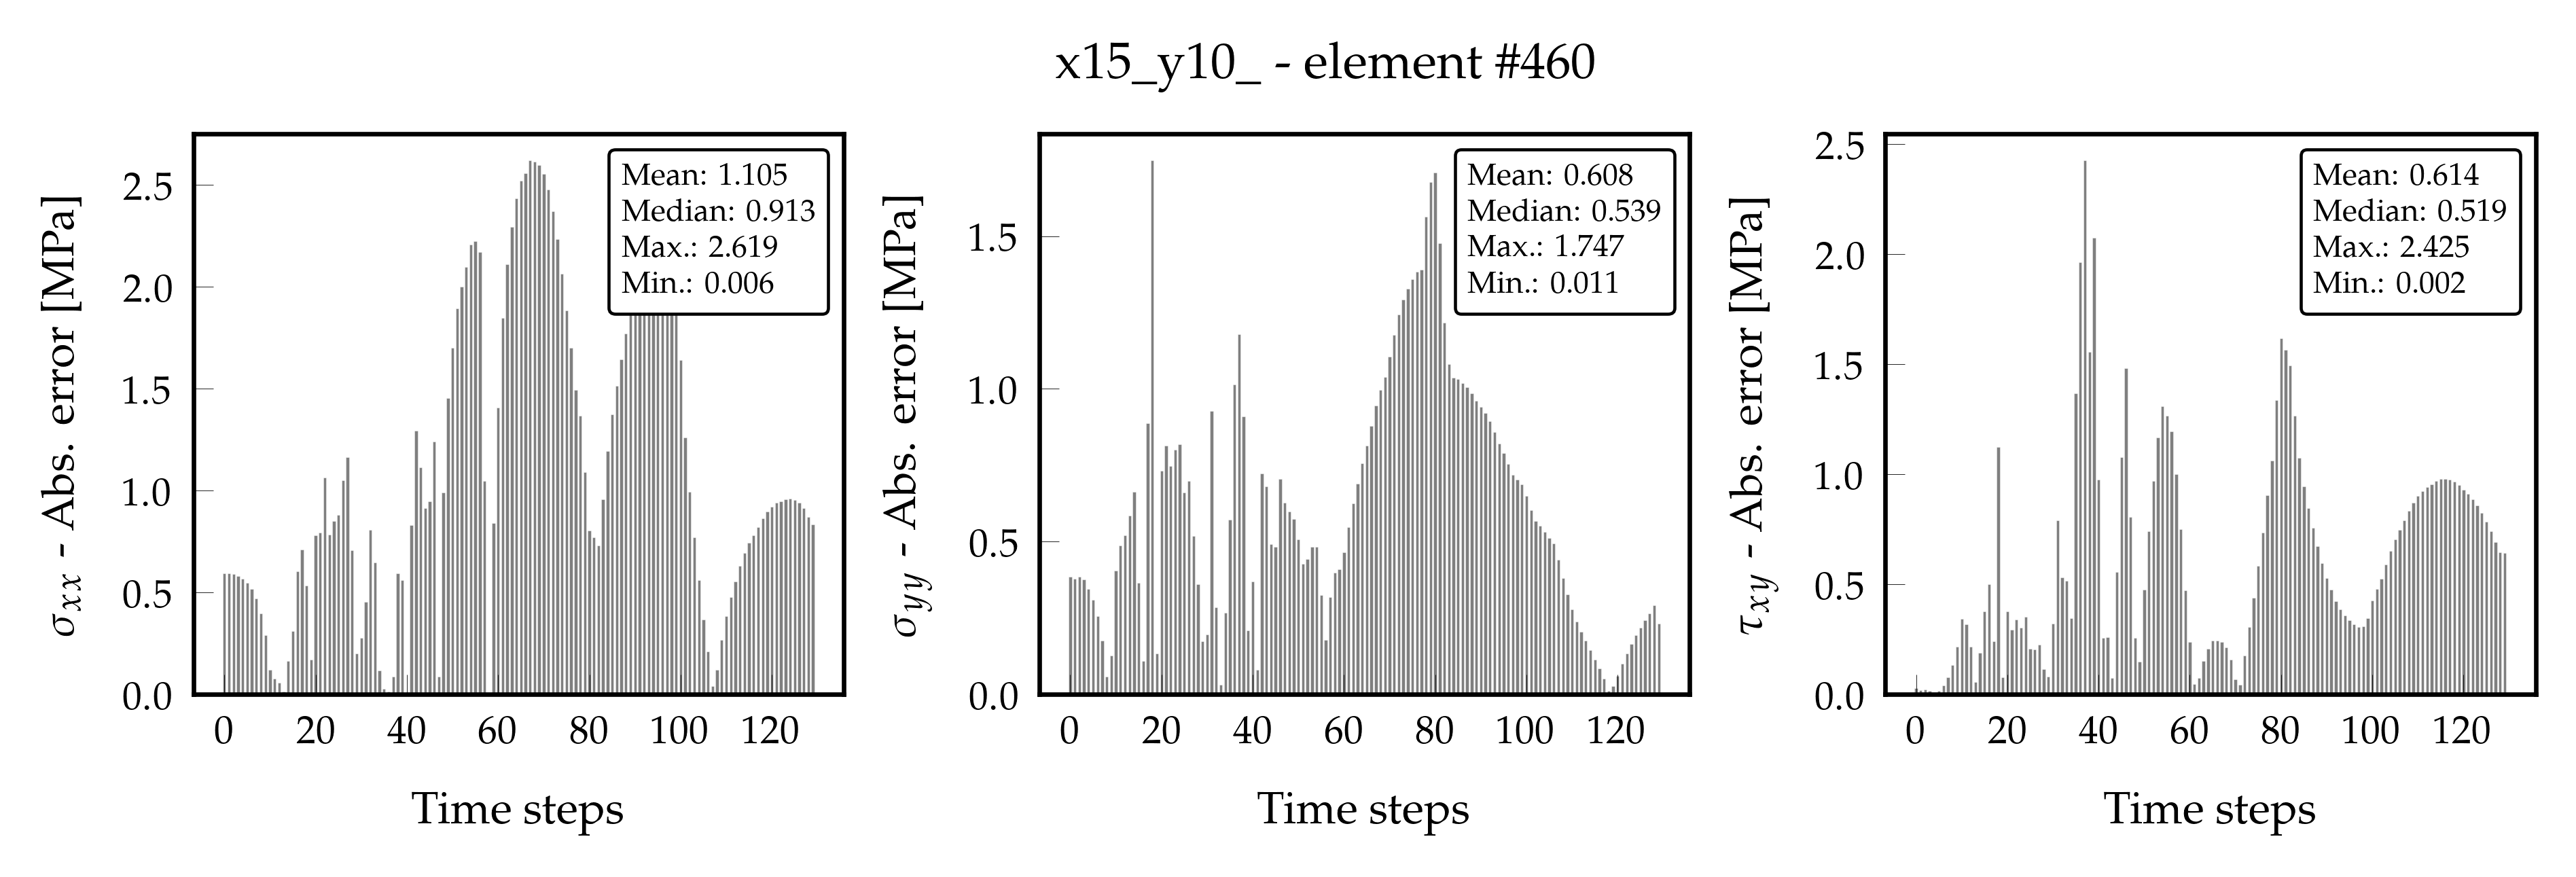 x15_y10_ - element #460
σxx - Abs. error [MPa]
2.5
2.0
1.5
1.0
0.5
0.0
Mean: 1.105
Median: 0.913
Max.: 2.619
Min.: 0.006
0 20 40 60 80 100 120
Time steps
σyy - Abs. error [MPa]
1.5
1.0
0.5
0.0
Mean: 0.608
Median: 0.539
Max.: 1.747
Min.: 0.011
0 20 40 60 80 100 120
Time steps
τxy - Abs. error [MPa]
2.5
2.0
1.5
1.0
0.5
0.0
Mean: 0.614
Median: 0.519
Max.: 2.425
Min.: 0.002
0 20 40 60 80 100 120
Time steps